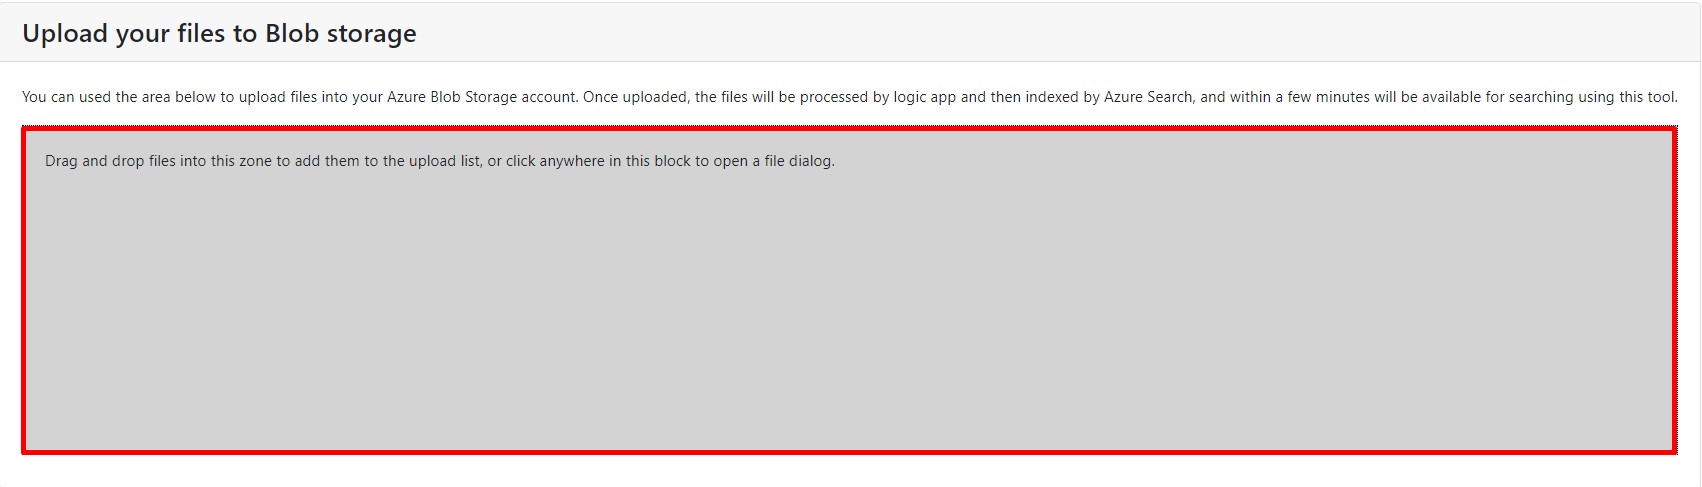 Upload your files to Blob storage
You can used the area below to upload files into your Azure Blob Storage account. Once uploaded, the files will be processed by logic app and then indexed by Azure Search, and within a few minutes will be available for searching using this tool.
Drag and drop files into this zone to add them to the upload list, or click anywhere in this block to open a file dialog.